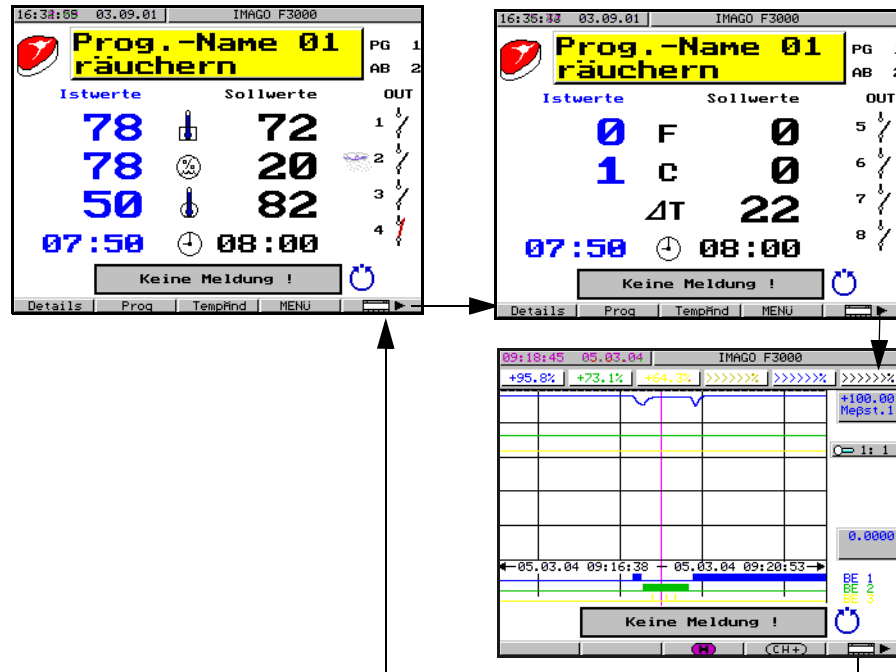 03.09.01 IMAGO F3000
Prog.-Name 01
räuchern
PG 1
AB 2
Istwerte Sollwerte OUT
78 72 1
78 % 20 2
50 82 3
4
07:50 08:00
Keine Meldung !
Details Prog TempÄnd MENÜ
03.09.01 IMAGO F3000
Prog.-Name 01
räuchern
PG
AB
Istwerte Sollwerte OUT
0 F 0 5
1 C 0 6
ΔT 22 7
8
07:50 08:00
Keine Meldung !
Details Prog TempÄnd MENÜ
09:18:45 05.03.04 IMAGO F3000
+95.8% +73.1% +64.3% >>>>>>% >>>>>>% >>>>>>%
+100.00
Meβst.1
1: 1
0.0000
05.03.04 09:16:38 – 05.03.04 09:20:53
BE 1
BE 2
BE 3
Keine Meldung !
H (CH+)